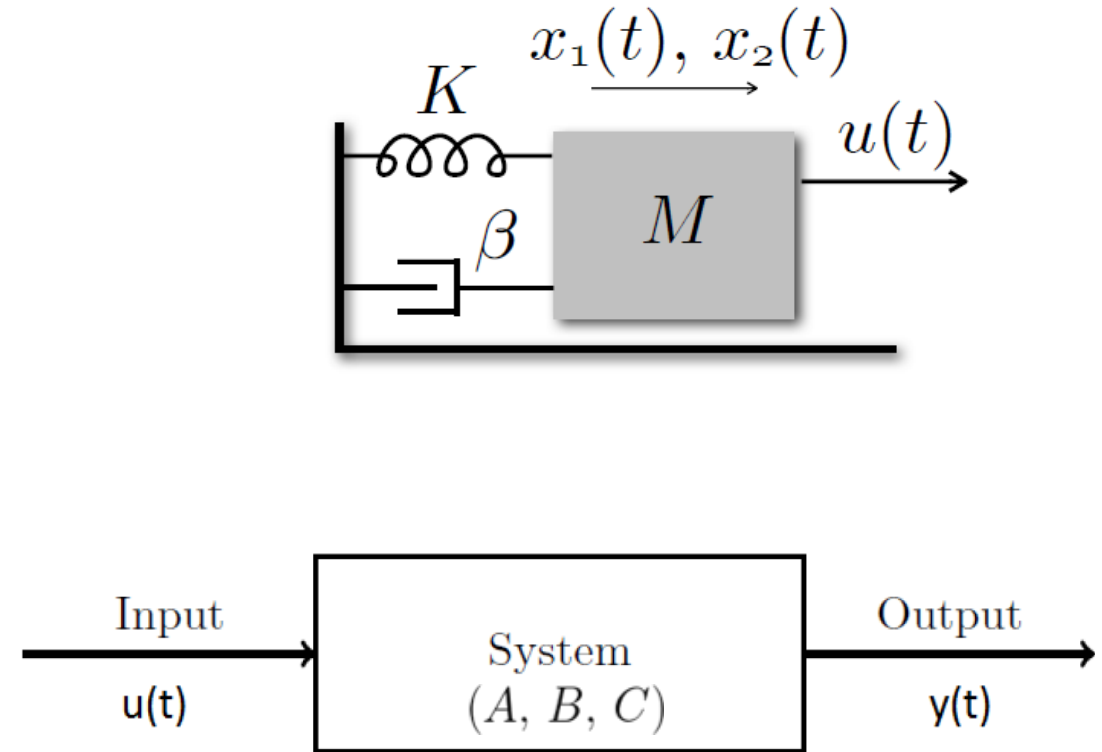 x₁(t), x₂(t)
K
u(t)
β
M
Input
Output
System
(A, B, C)
u(t)
y(t)